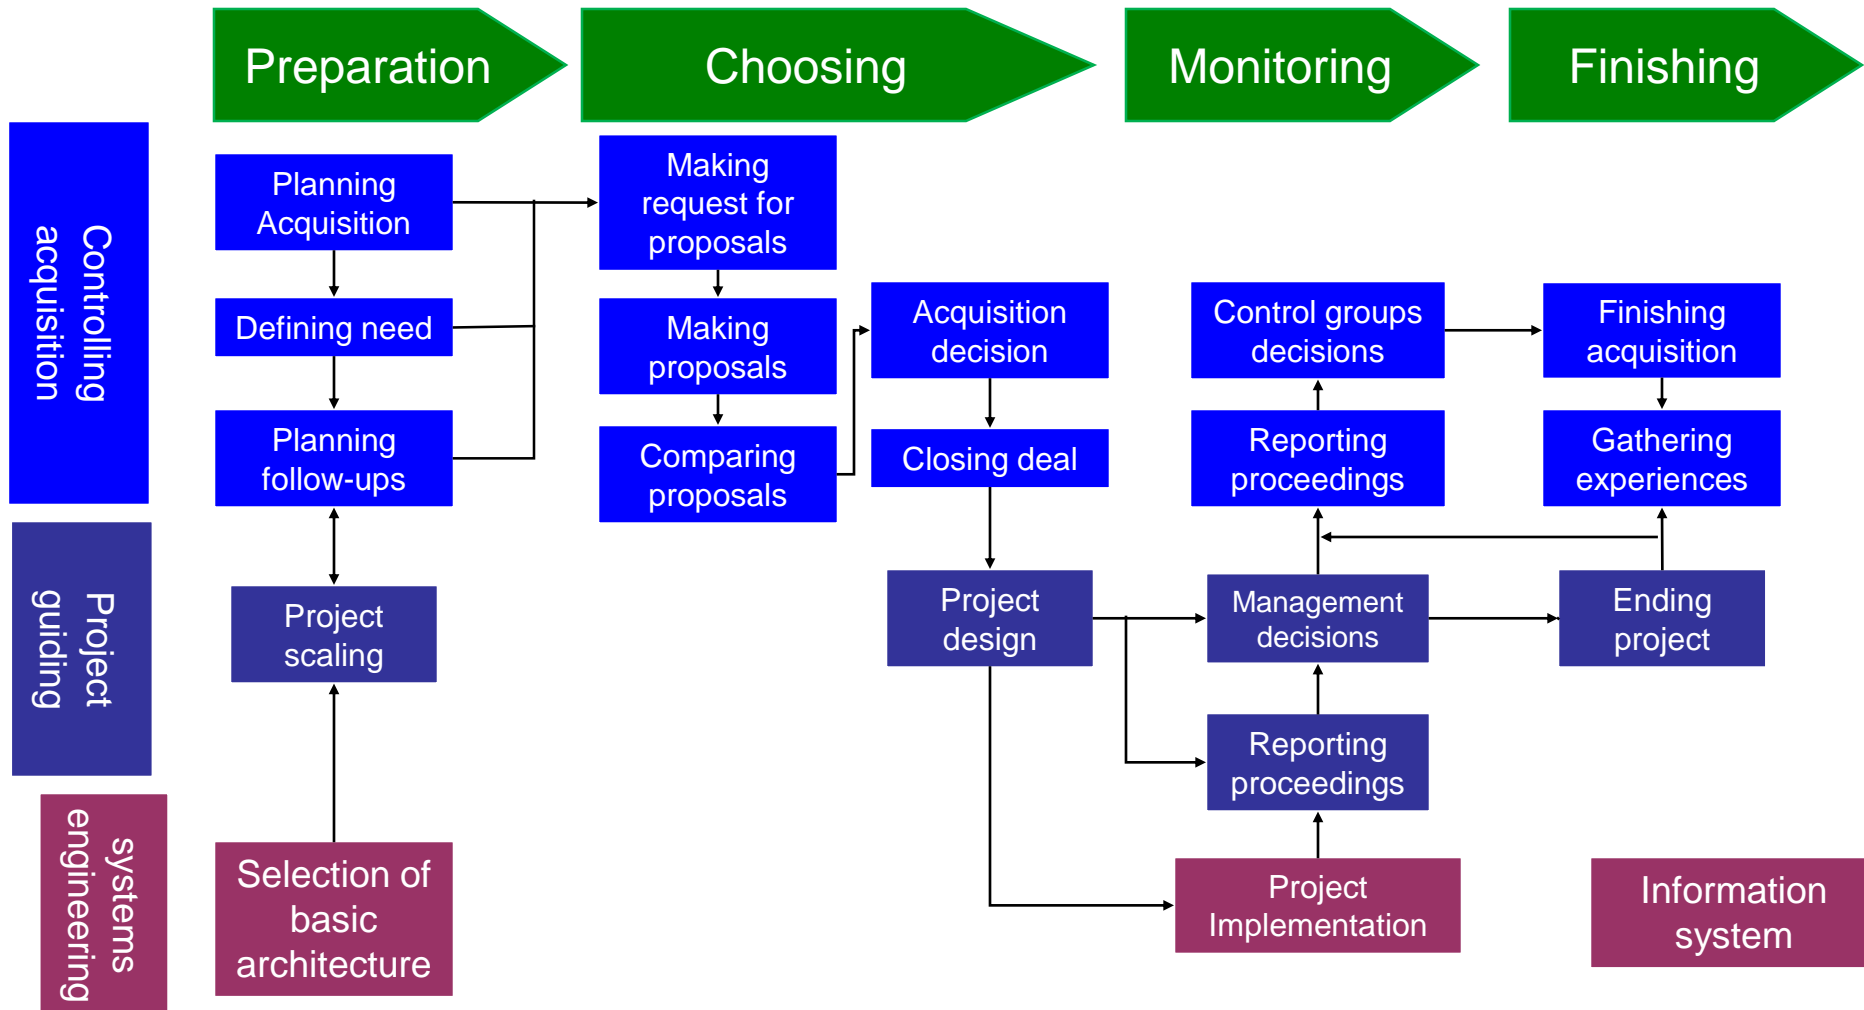 Preparation
Choosing
Monitoring
Finishing
Controlling
acquisition
Planning
Acquisition
Defining need
Planning
follow-ups
Making
request for
proposals
Making
proposals
Comparing
proposals
Acquisition
decision
Closing deal
Control groups
decisions
Reporting
proceedings
Finishing
acquisition
Gathering
experiences
Project
guiding
Project
scaling
Project
design
Management
decisions
Reporting
proceedings
Ending
project
systems
engineering
Selection of
basic
architecture
Project
Implementation
Information
system